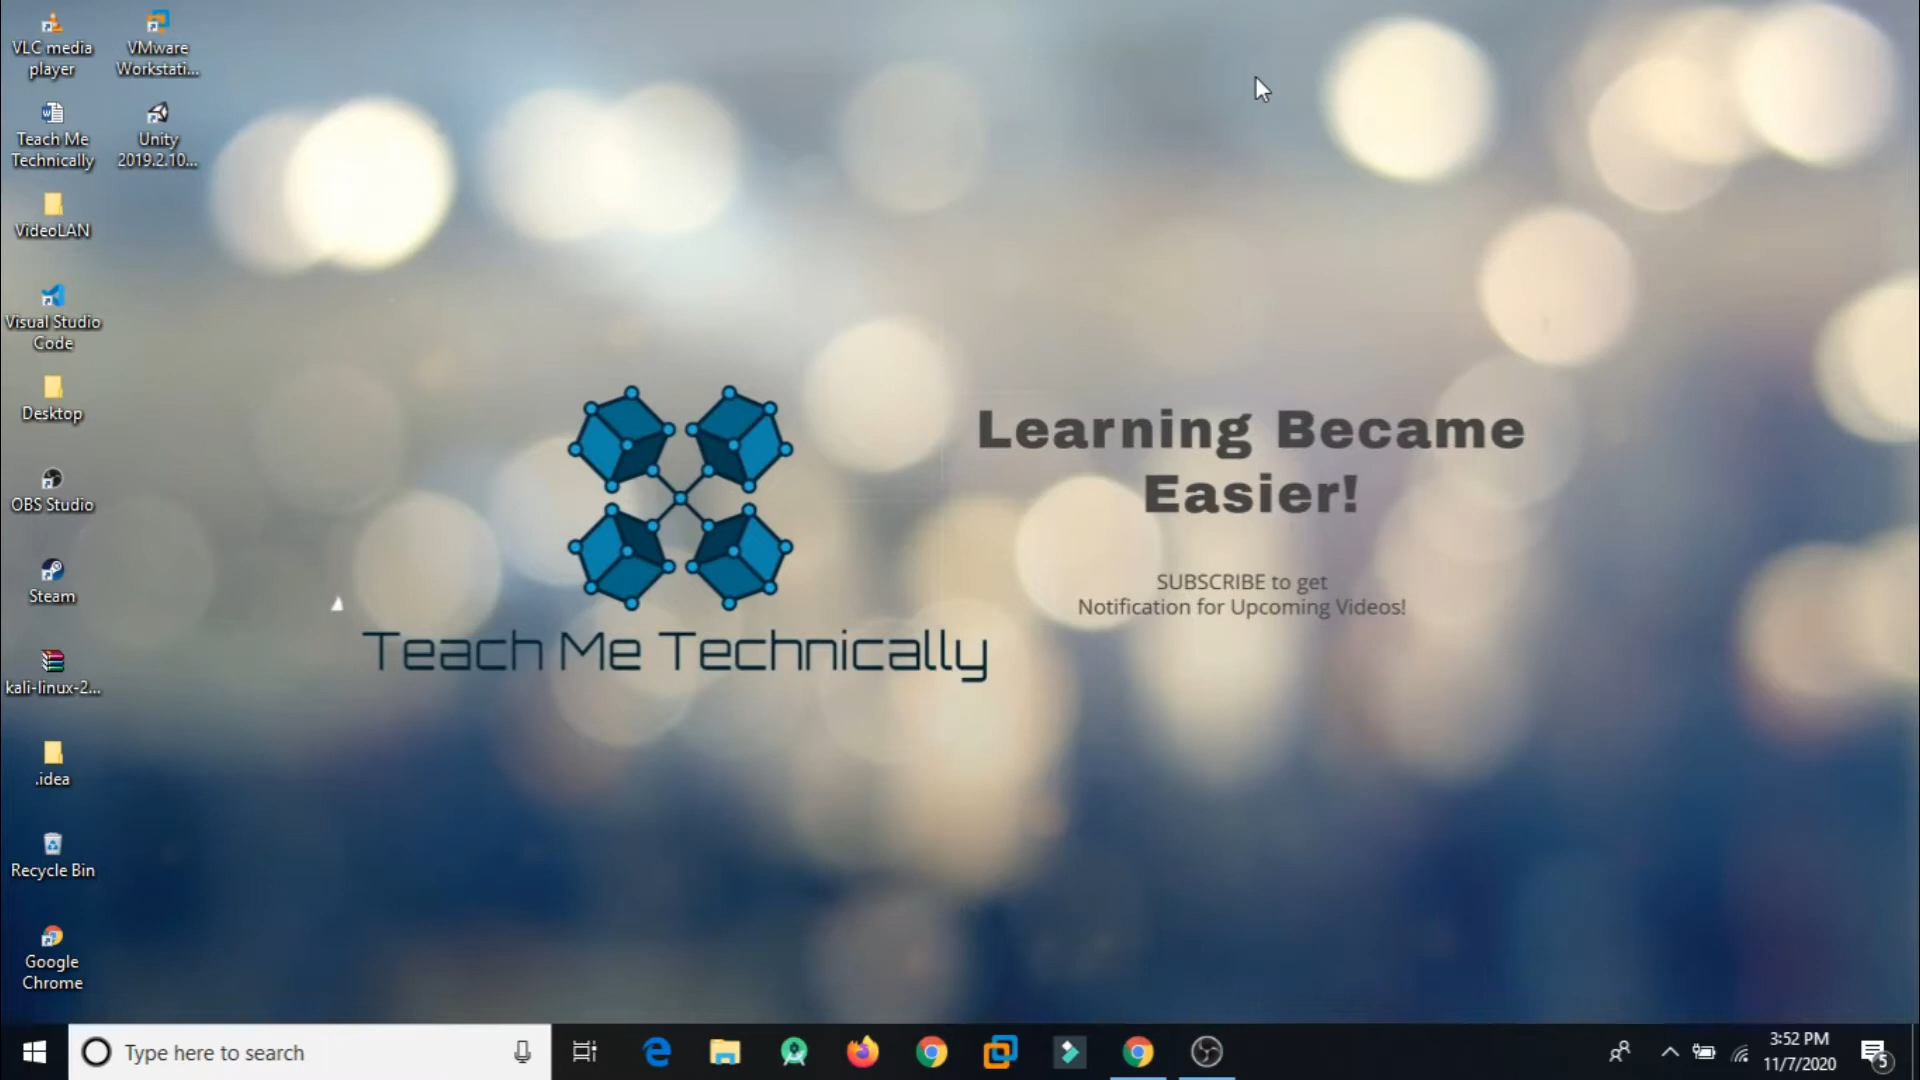 VLC media
player
VMware
Workstati...
Teach Me
Technically
Unity
2019.2.10...
VideoLAN
Visual Studio
Code
Desktop
OBS Studio
Steam
kali-linux-2...
.idea
Recycle Bin
Google
Chrome
Teach Me Technically
Learning Became
Easier!
SUBSCRIBE to get
Notification for Upcoming Videos!
Type here to search
3:52 PM
11/7/2020
5